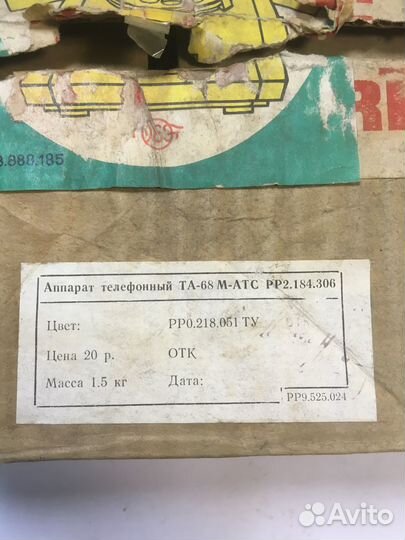 8.888.185
Аппарат телефонный ТА-68 М-АТС РР2.184.306
Цвет: РР0.218.051 ТУ
Цена 20 р. ОТК
Масса 1.5 кг Дата:
РР9.525.024
Avito